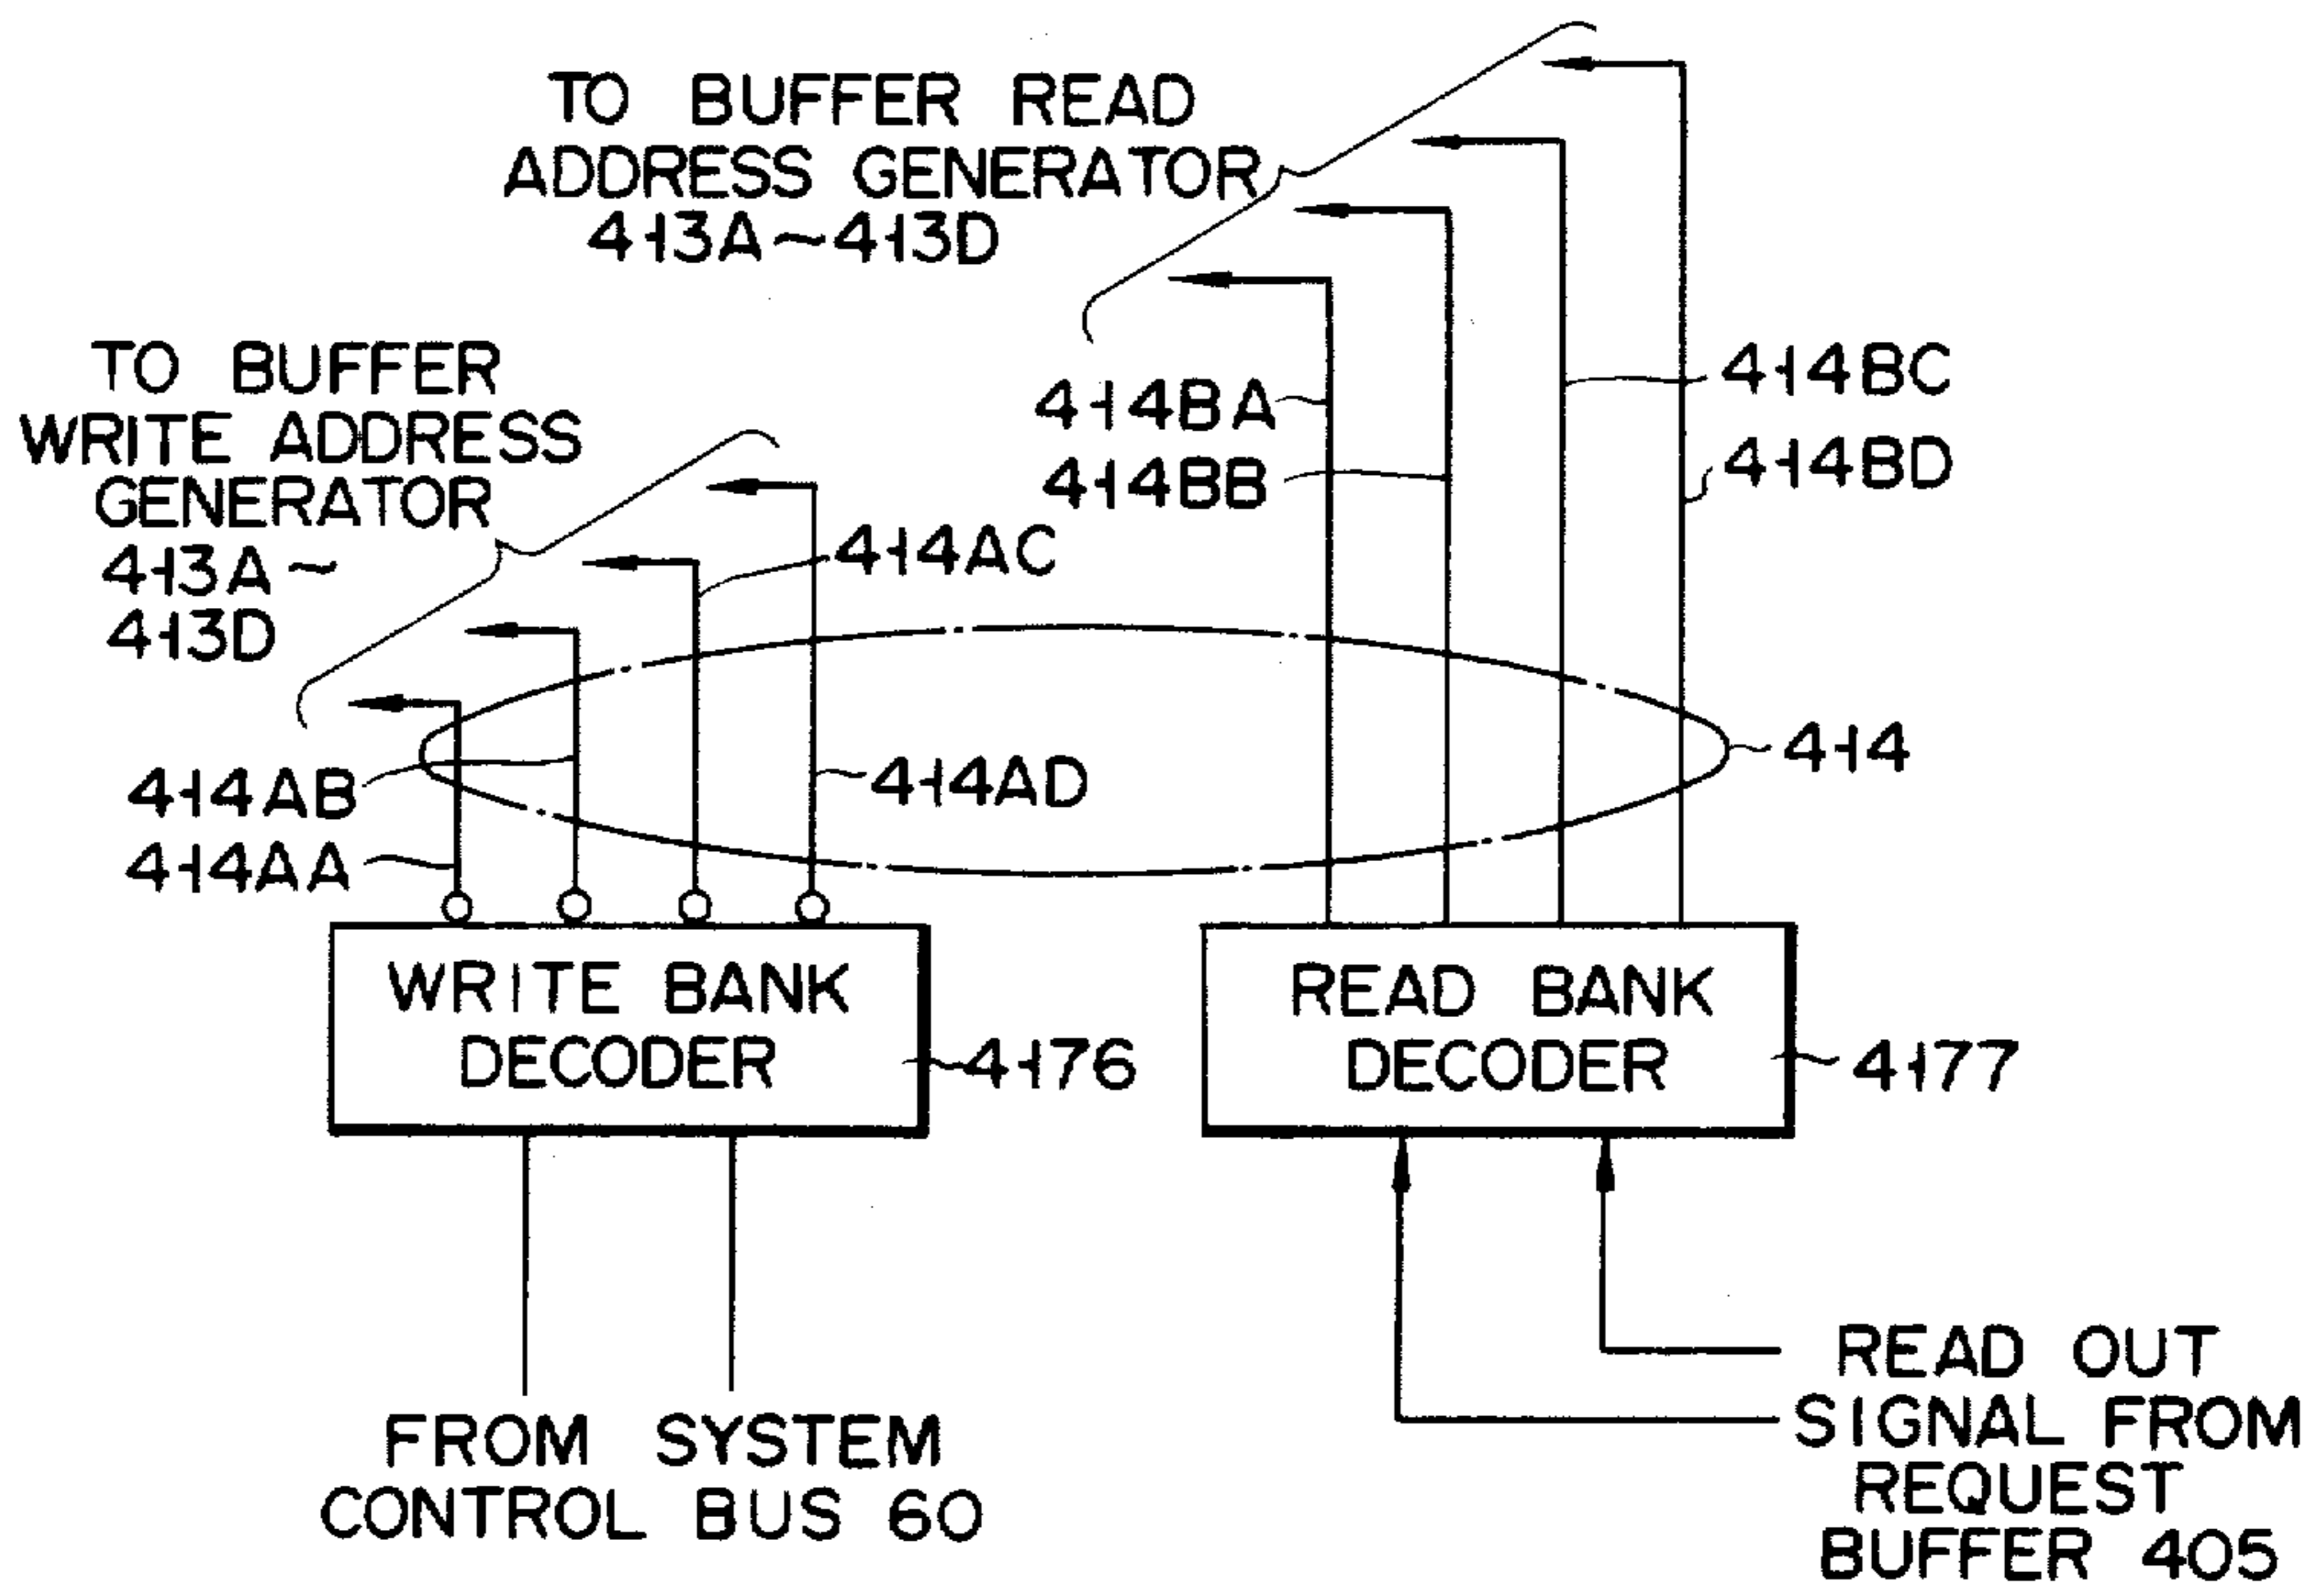 TO BUFFER READ
ADDRESS GENERATOR
413A~413D
TO BUFFER
WRITE ADDRESS
GENERATOR
413A~
413D
414BA
414BB
414BC
414BD
414AC
414AB
414AD
414AA
414
WRITE BANK
DECODER
4176
READ BANK
DECODER
4177
FROM SYSTEM
CONTROL BUS 60
READ OUT
SIGNAL FROM
REQUEST
BUFFER 405